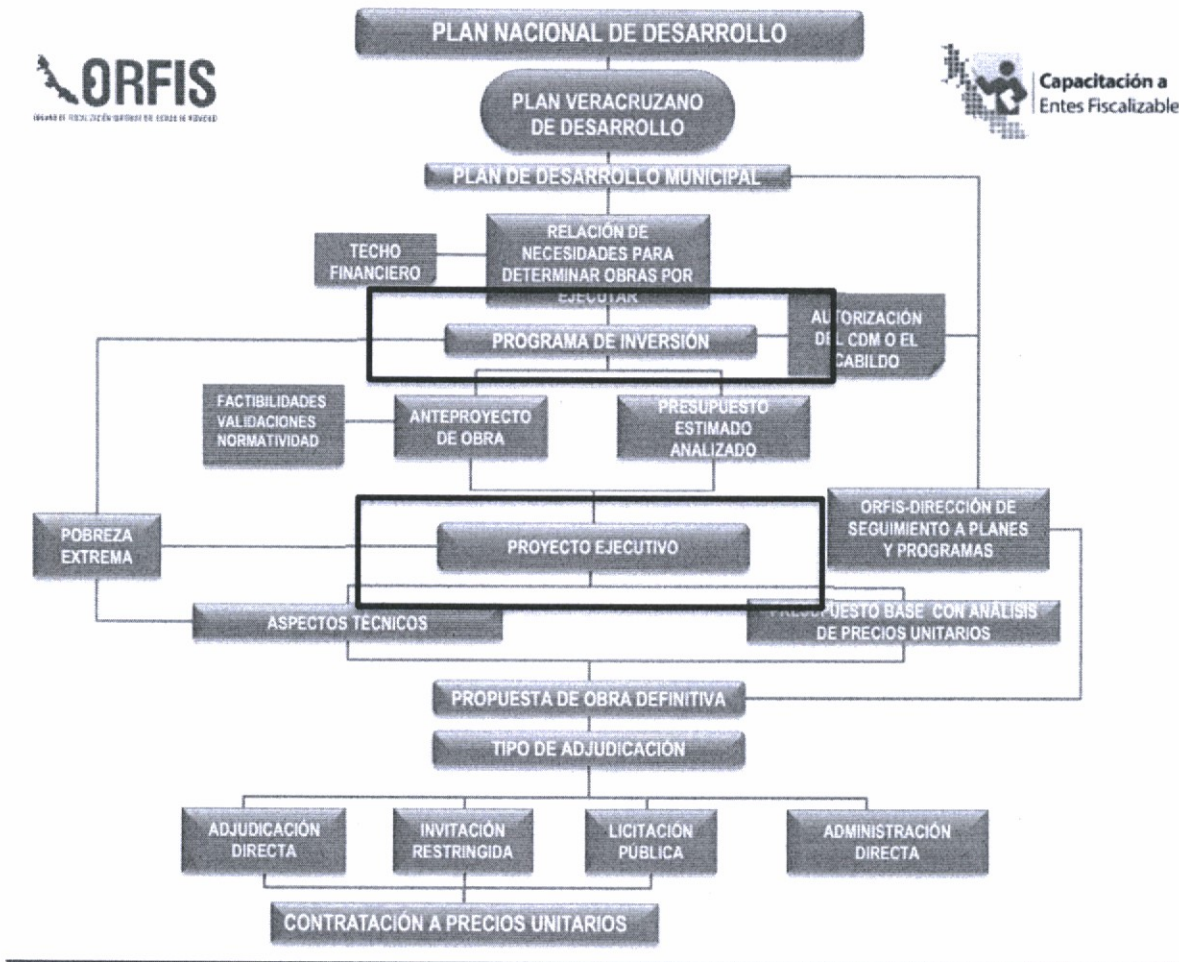 PLAN NACIONAL DE DESARROLLO
ORFIS
Capacitación a
Entes Fiscalizable
PLAN VERACRUZANO
DE DESARROLLO
PLAN DE DESARROLLO MUNICIPAL
RELACIÓN DE
NECESIDADES PARA
DETERMINAR OBRAS POR
EJECUTAR
TECHO
FINANCIERO
PROGRAMA DE INVERSIÓN
AUTORIZACIÓN
DEL CDM O EL
CABILDO
FACTIBILIDADES
VALIDACIONES
NORMATIVIDAD
ANTEPROYECTO
DE OBRA
PRESUPUESTO
ESTIMADO
ANALIZADO
POBREZA
EXTREMA
PROYECTO EJECUTIVO
ORFIS-DIRECCIÓN DE
SEGUIMIENTO A PLANES
Y PROGRAMAS
ASPECTOS TÉCNICOS
PRESUPUESTO BASE CON ANÁLISIS
DE PRECIOS UNITARIOS
PROPUESTA DE OBRA DEFINITIVA
TIPO DE ADJUDICACIÓN
ADJUDICACIÓN
DIRECTA
INVITACIÓN
RESTRINGIDA
LICITACIÓN
PÚBLICA
ADMINISTRACIÓN
DIRECTA
CONTRATACIÓN A PRECIOS UNITARIOS